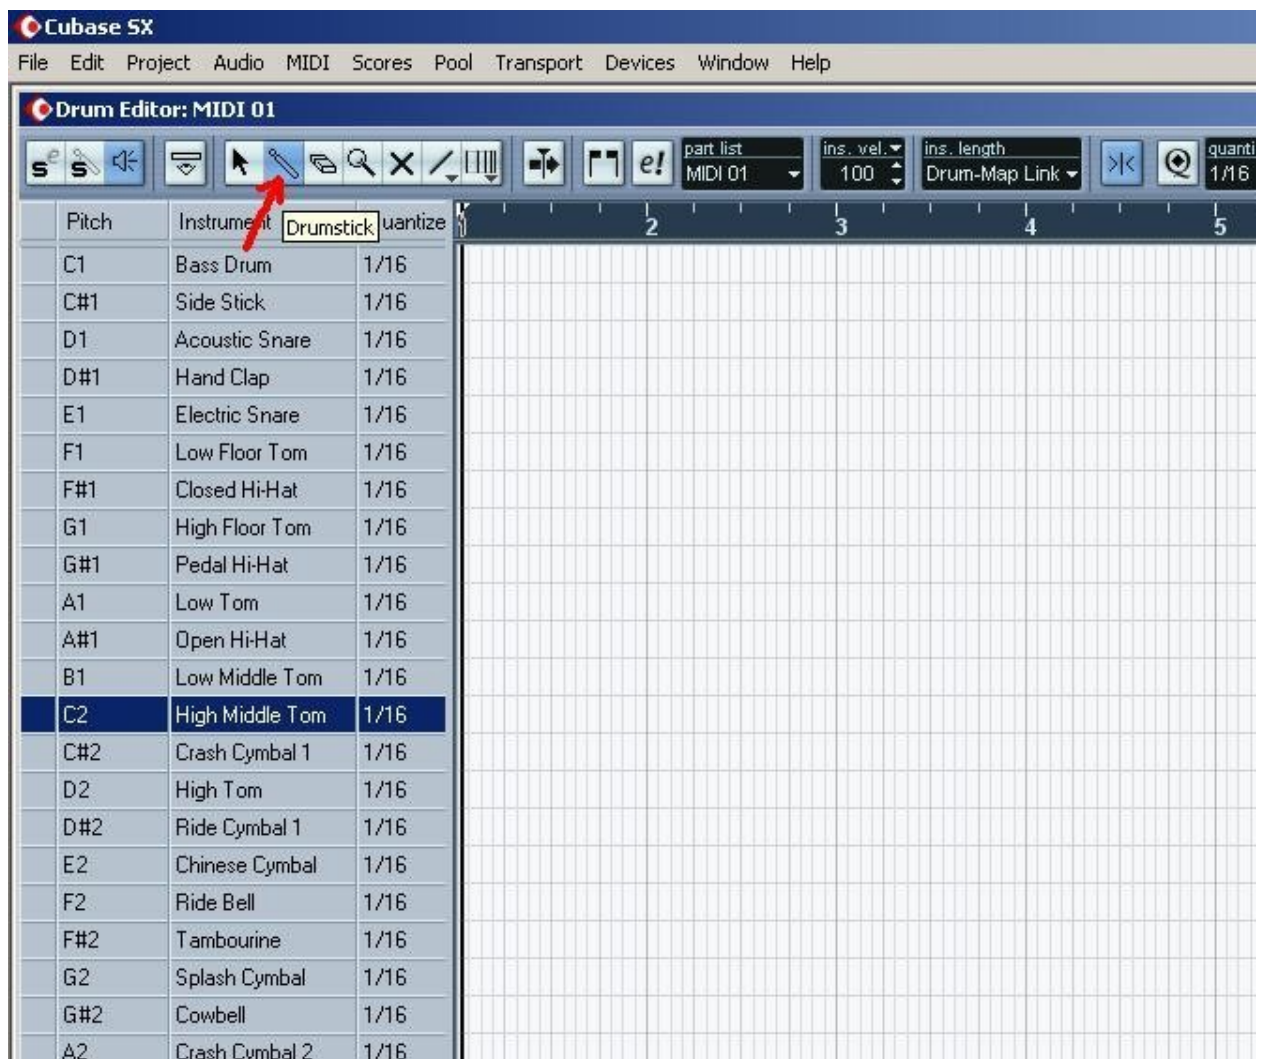 Cubase SX
File Edit Project Audio MIDI Scores Pool Transport Devices Window Help
Drum Editor: MIDI 01
part list ins. vel. ins. length
MIDI 01 100 Drum-Map Link 1/16
Pitch Instrument Drumstick 2 3 4 5
C1 Bass Drum 1/16
C#1 Side Stick 1/16
D1 Acoustic Snare 1/16
D#1 Hand Clap 1/16
E1 Electric Snare 1/16
F1 Low Floor Tom 1/16
F#1 Closed Hi-Hat 1/16
G1 High Floor Tom 1/16
G#1 Pedal Hi-Hat 1/16
A1 Low Tom 1/16
A#1 Open Hi-Hat 1/16
B1 Low Middle Tom 1/16
C2 High Middle Tom 1/16
C#2 Crash Cymbal 1 1/16
D2 High Tom 1/16
D#2 Ride Cymbal 1 1/16
E2 Chinese Cymbal 1/16
F2 Ride Bell 1/16
F#2 Tambourine 1/16
G2 Splash Cymbal 1/16
G#2 Cowbell 1/16
A2 Crash Cymbal 2 1/16